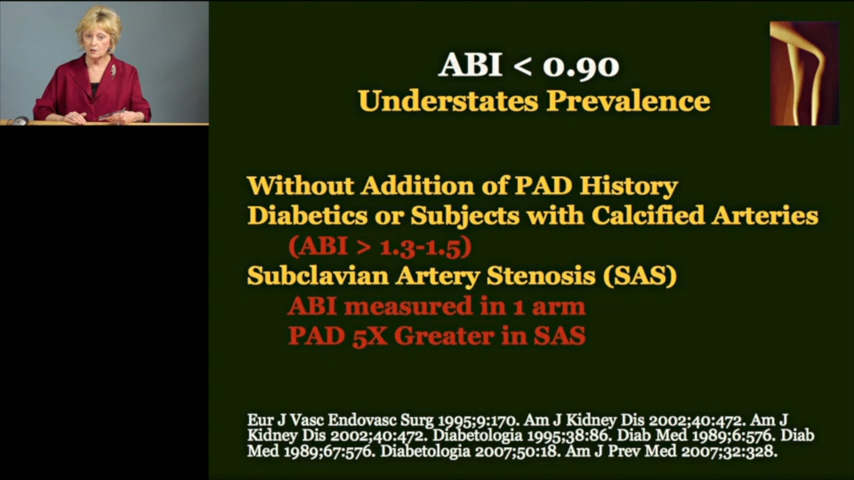 ABI < 0.90
Understates Prevalence
Without Addition of PAD History
Diabetics or Subjects with Calcified Arteries
(ABI > 1.3-1.5)
Subclavian Artery Stenosis (SAS)
ABI measured in 1 arm
PAD 5X Greater in SAS
Eur J Vasc Endovasc Surg 1995;9:170. Am J Kidney Dis 2002;40:472. Am J
Kidney Dis 2002;40:472. Diabetologia 1995;38:86. Diab Med 1989;6:576. Diab
Med 1989;67:576. Diabetologia 2007;50:18. Am J Prev Med 2007;32:328.